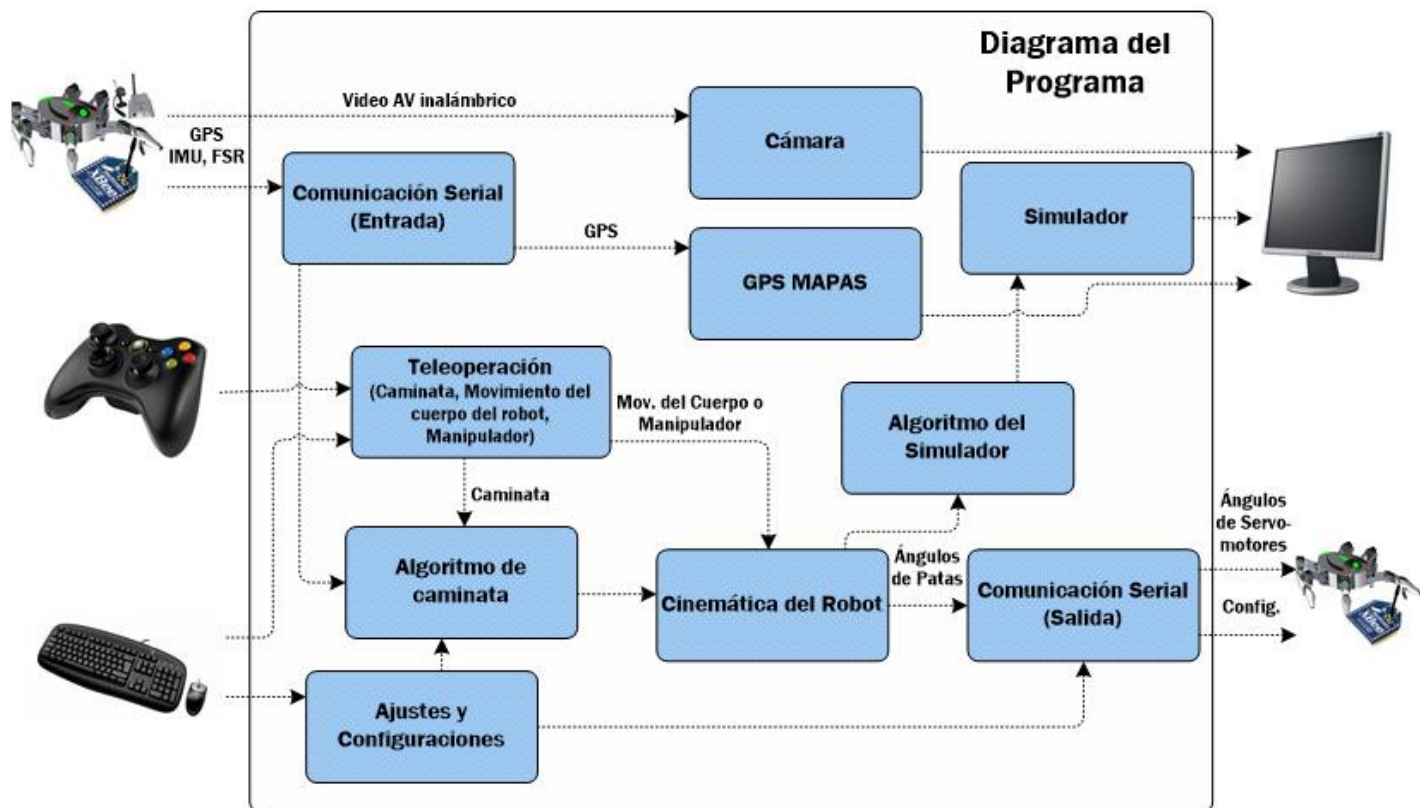 Diagrama del
Programa
Video AV inalámbrico
GPS
IMU, FSR
XBee
Cámara
Comunicación Serial
(Entrada)
GPS
Simulador
GPS MAPAS
Teleoperación
(Caminata, Movimiento del
cuerpo del robot,
Manipulador)
Mov. del Cuerpo o
Manipulador
Algoritmo del
Simulador
Caminata
Algoritmo de
caminata
Cinemática del Robot
Ángulos
de Patas
Comunicación Serial
(Salida)
Ángulos
de Servo-
motores
Config.
XBee
Ajustes y
Configuraciones